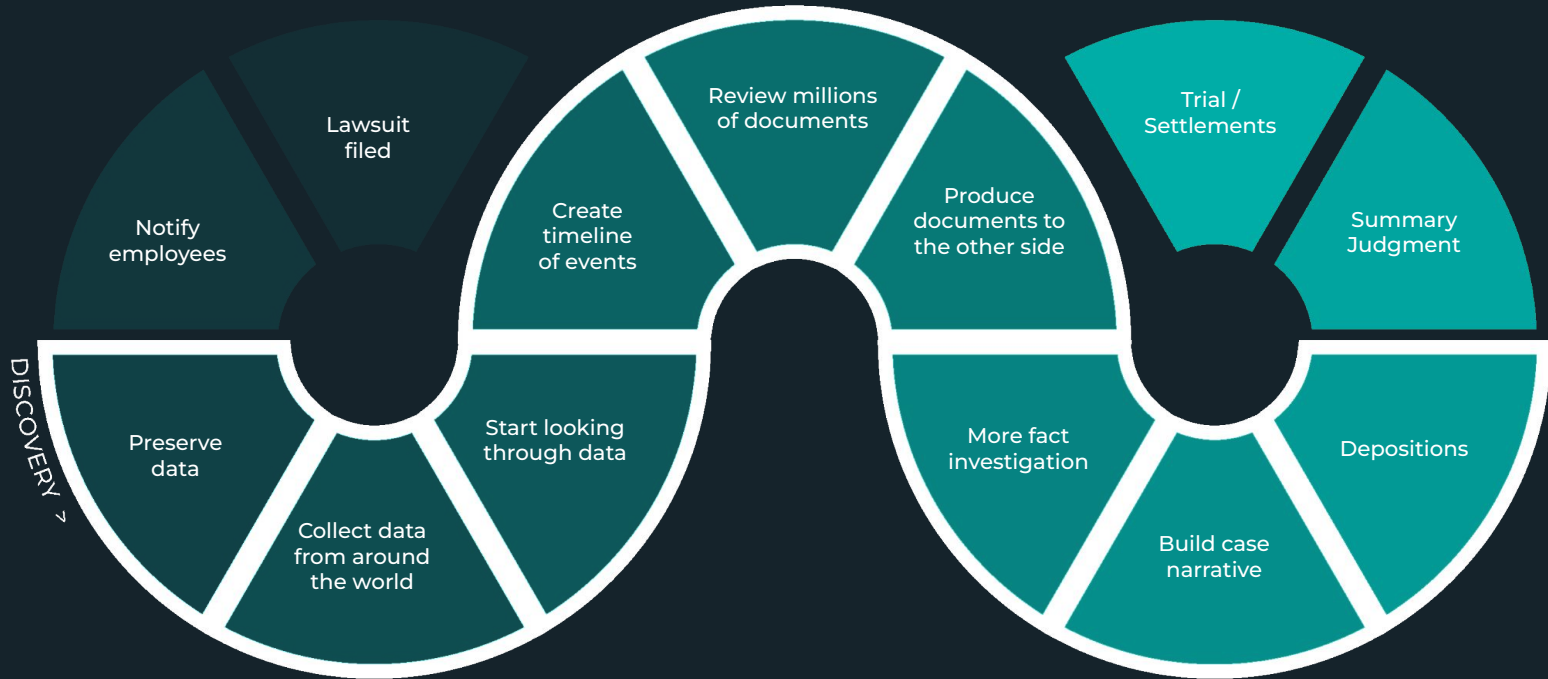 Lawsuit
filed
Notify
employees
DISCOVERY >
Preserve
data
Collect data
from around
the world
Start looking
through data
Create
timeline
of events
Review millions
of documents
Produce
documents to
the other side
More fact
investigation
Build case
narrative
Depositions
Summary
Judgment
Trial /
Settlements